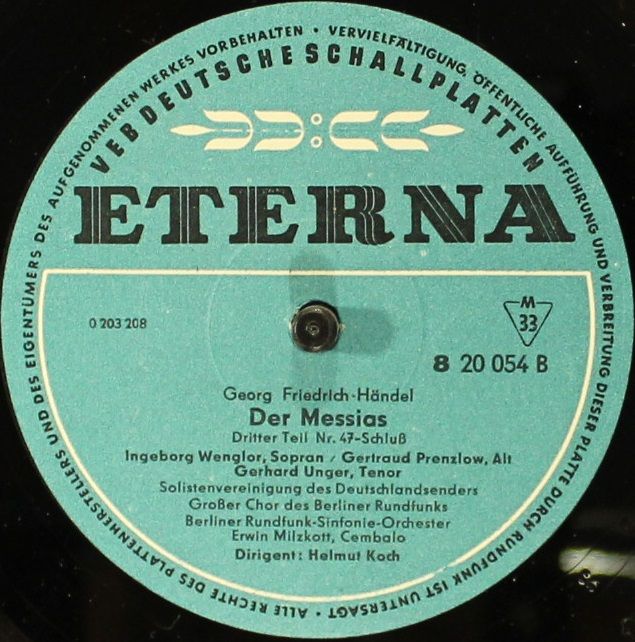 ALLE RECHTE DES PLATTENHERSTELLERS UND DES EIGENTÜMERS DES AUFGENOMMENEN WERKES VORBEHALTEN • VERVIELFÄLTIGUNG, ÖFFENTLICHE AUFFÜHRUNG UND VERBREITUNG DIESER PLATTE DURCH RUNDFUNK IST UNTERSAGT •
VEB DEUTSCHE SCHALLPLATTEN
ETERNA
0 203 208
M
33
8 20 054 B
Georg Friedrich-Händel
Der Messias
Dritter Teil Nr. 47-Schluß
Ingeborg Wenglor, Sopran / Gertraud Prenzlow, Alt
Gerhard Unger, Tenor
Solistenvereinigung des Deutschlandsenders
Großer Chor des Berliner Rundfunks
Berliner Rundfunk-Sinfonie-Orchester
Erwin Milzkott, Cembalo
Dirigent: Helmut Koch